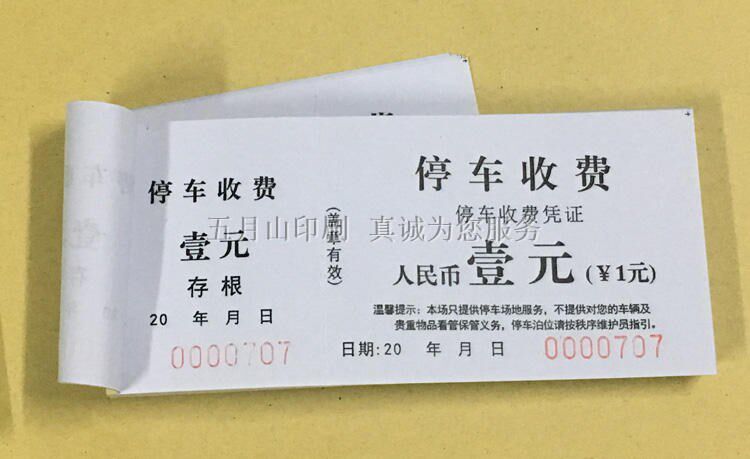 停车收费
壹元
存根
20 年 月 日
0000707
(盖章有效)
停车收费
停车收费凭证
人民币 壹元 (¥1元)
温馨提示：本场只提供停车场地服务，不提供对您的车辆及
贵重物品看管保管义务，停车泊位请按秩序维护员指引。
日期:20 年 月 日
0000707
五月山印刷 真诚为您服务